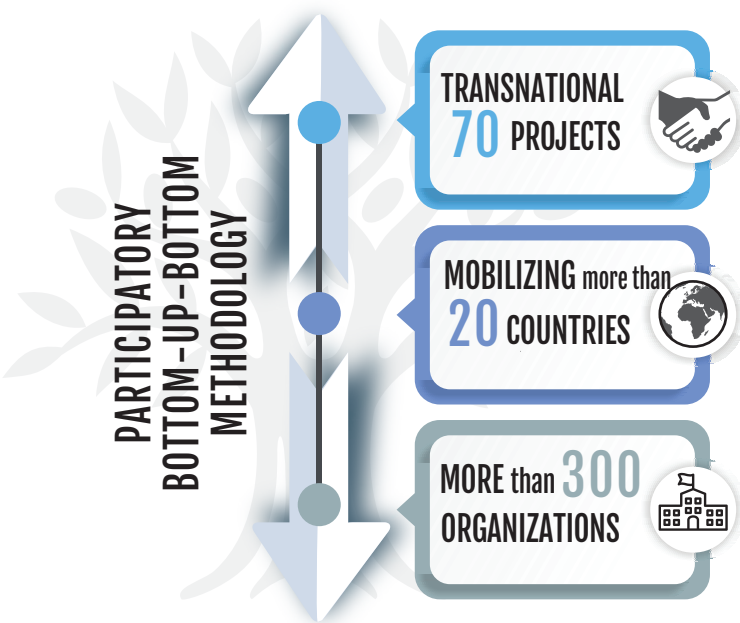 PARTICIPATORY
BOTTOM-UP-BOTTOM
METHODOLOGY
TRANSNATIONAL
70 PROJECTS
MOBILIZING more than
20 COUNTRIES
MORE than 300
ORGANIZATIONS